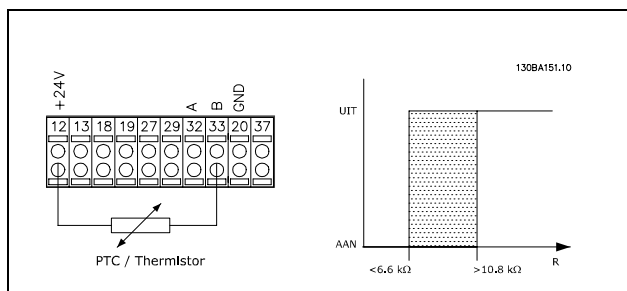 130BA151.10
+24V
A
B
GND
12 13 18 19 27 29 32 33 20 37
PTC / Thermistor
UIT
AAN
<6.6 kΩ
>10.8 kΩ
R